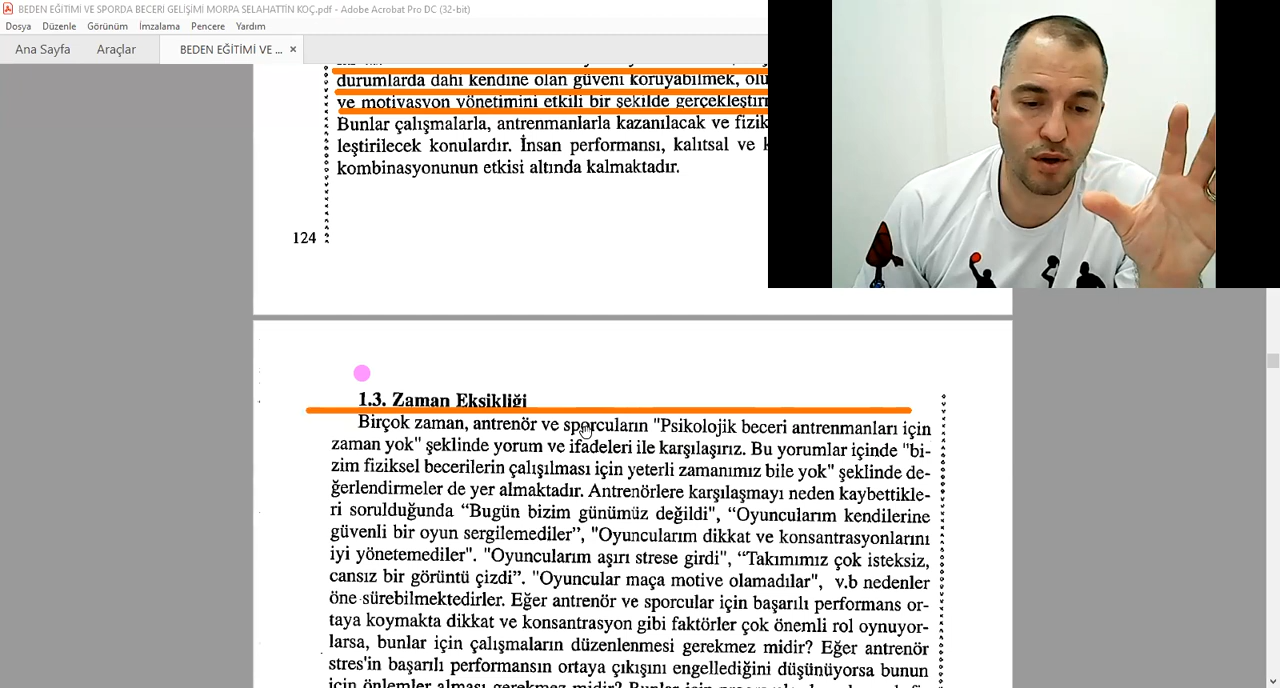 BEDEN EĞİTİMİ VE SPORDA BECERİ GELİŞİMİ MORPA SELAHATTİN KOÇ.pdf - Adobe Acrobat Pro DC (32-bit)
Dosya Düzenle Görünüm İmzalama Pencere Yardım
Ana Sayfa Araçlar BEDEN EĞİTİMİ VE ... ×
durumlarda dahi kendine olan güveni koruyabilmek,
ve motivasyon yönetimini etkili bir şekilde
Bunlar çalışmalarla, antrenmanlarla kazanılacak ve
leştirilecek konulardır. İnsan performansı, kalıtsal ve
kombinasyonunun etkisi altında kalmaktadır.
124
1.3. Zaman Eksikliği
Birçok zaman, antrenör ve sporcuların "Psikolojik beceri antrenmanları için
zaman yok" şeklinde yorum ve ifadeleri ile karşılaşırız. Bu yorumlar içinde "bi-
zim fiziksel becerilerin çalışılması için yeterli zamanımız bile yok" şeklinde de-
ğerlendirmeler de yer almaktadır. Antrenörlere karşılaşmayı neden kaybettikle-
ri sorulduğunda “Bugün bizim günümüz değildi", “Oyuncularım kendilerine
güvenli bir oyun sergilemediler”, "Oyuncularım dikkat ve konsantrasyonlarını
iyi yönetemediler". "Oyuncularım aşırı strese girdi", “Takımımız çok isteksiz,
cansız bir görüntü çizdi”. "Oyuncular maça motive olamadılar", v.b nedenler
öne sürebilmektedirler. Eğer antrenör ve sporcular için başarılı performans or-
taya koymakta dikkat ve konsantrasyon gibi faktörler çok önemli rol oynuyor-
larsa, bunlar için çalışmaların düzenlenmesi gerekmez midir? Eğer antrenör
stres'in başarılı performansın ortaya çıkışını engellediğini düşünüyorsa bunun
için önlemler alması gerekmez midir? Bunlar için